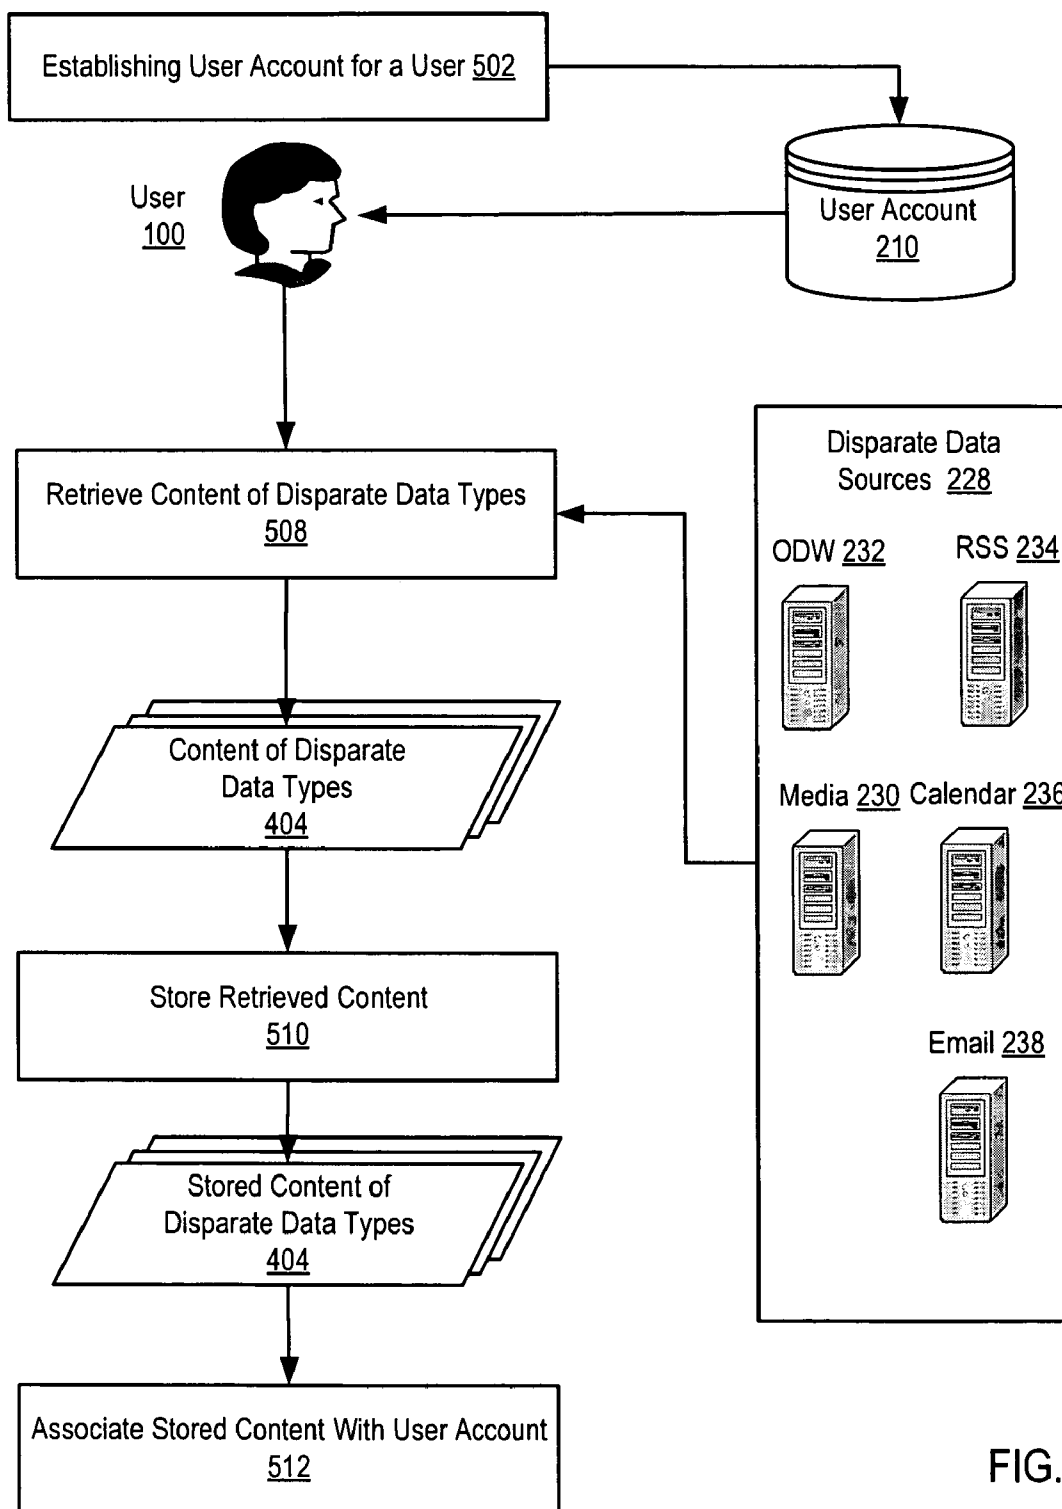 Establishing User Account for a User 502
User
100
User Account
210
Retrieve Content of Disparate Data Types
508
Disparate Data
Sources 228
ODW 232
RSS 234
Content of Disparate
Data Types
404
Media 230
Calendar 236
Store Retrieved Content
510
Email 238
Stored Content of
Disparate Data Types
404
Associate Stored Content With User Account
512
FIG.